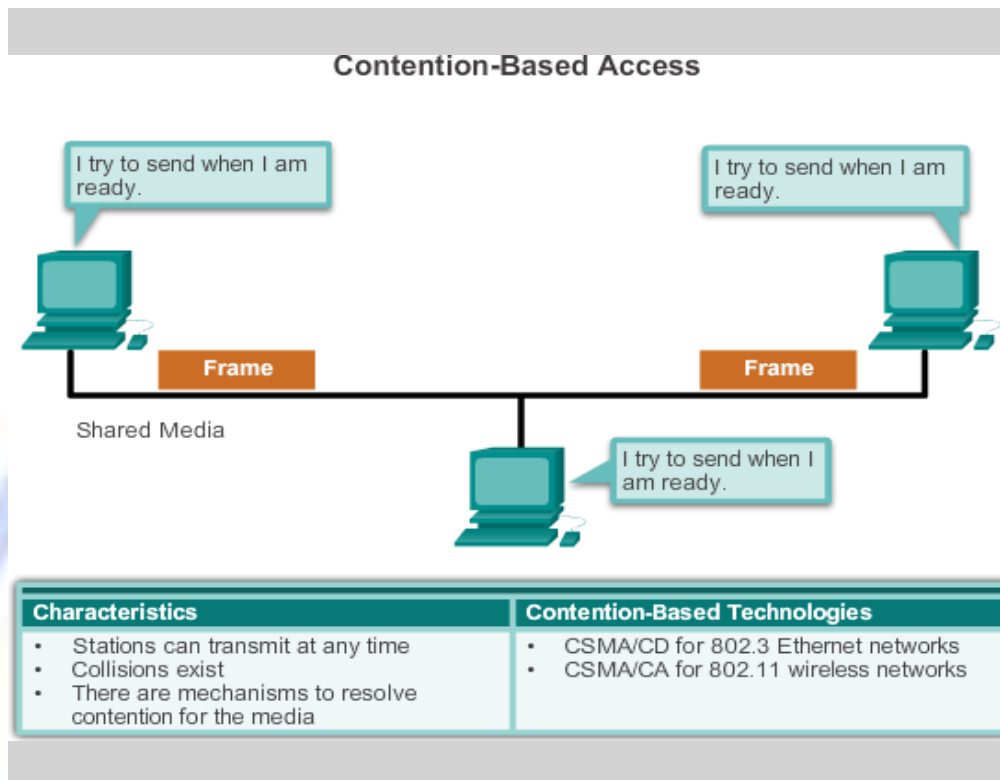 Contention-Based Access
I try to send when I am
ready.
I try to send when I am
ready.
Frame
Frame
Shared Media
I try to send when I
am ready.
Characteristics
• Stations can transmit at any time
• Collisions exist
• There are mechanisms to resolve
contention for the media
Contention-Based Technologies
• CSMA/CD for 802.3 Ethernet networks
• CSMA/CA for 802.11 wireless networks